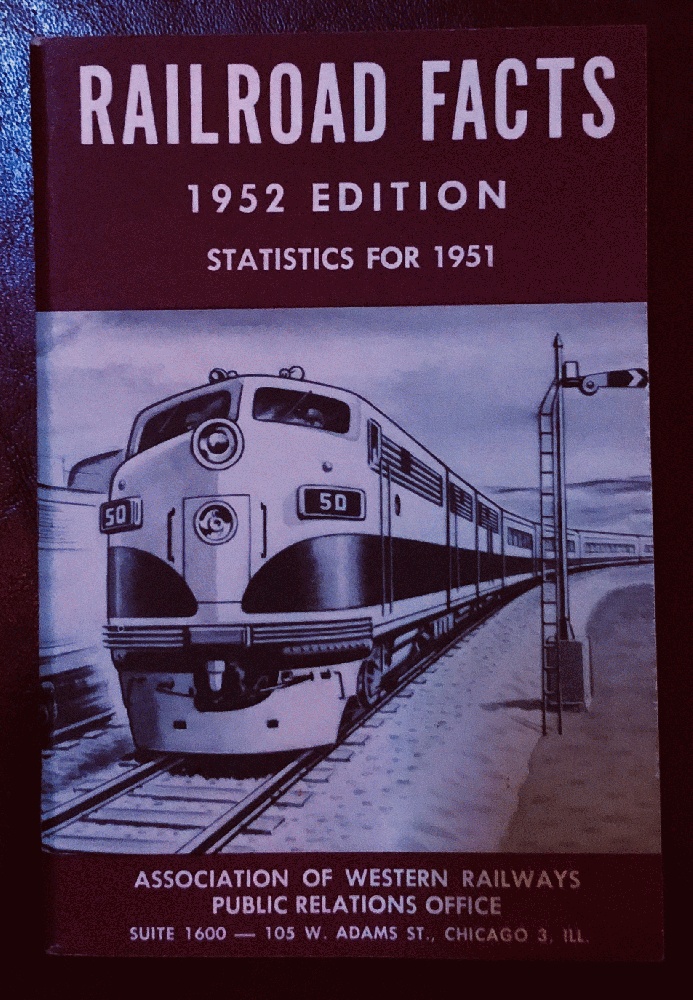 RAILROAD FACTS
1952 EDITION
STATISTICS FOR 1951
50
50
ASSOCIATION OF WESTERN RAILWAYS
PUBLIC RELATIONS OFFICE
SUITE 1600 — 105 W. ADAMS ST., CHICAGO 3, ILL.